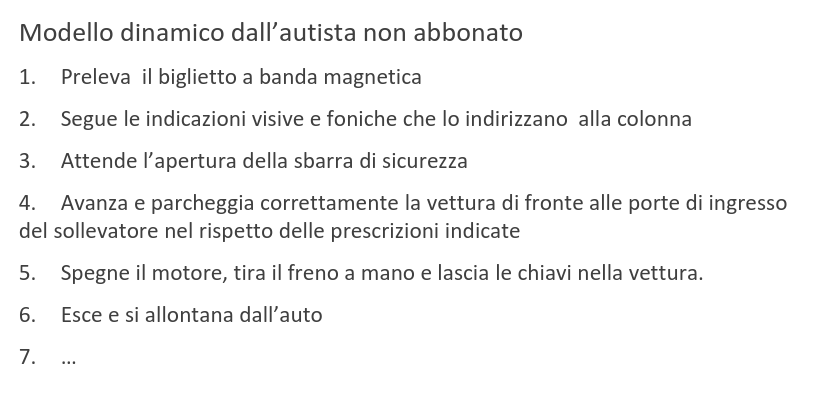 Modello dinamico dall’autista non abbonato
1. Preleva  il biglietto a banda magnetica
2. Segue le indicazioni visive e foniche che lo indirizzano  alla colonna
3. Attende l’apertura della sbarra di sicurezza
4. Avanza e parcheggia correttamente la vettura di fronte alle porte di ingresso
del sollevatore nel rispetto delle prescrizioni indicate
5. Spegne il motore, tira il freno a mano e lascia le chiavi nella vettura.
6. Esce e si allontana dall’auto
7. …